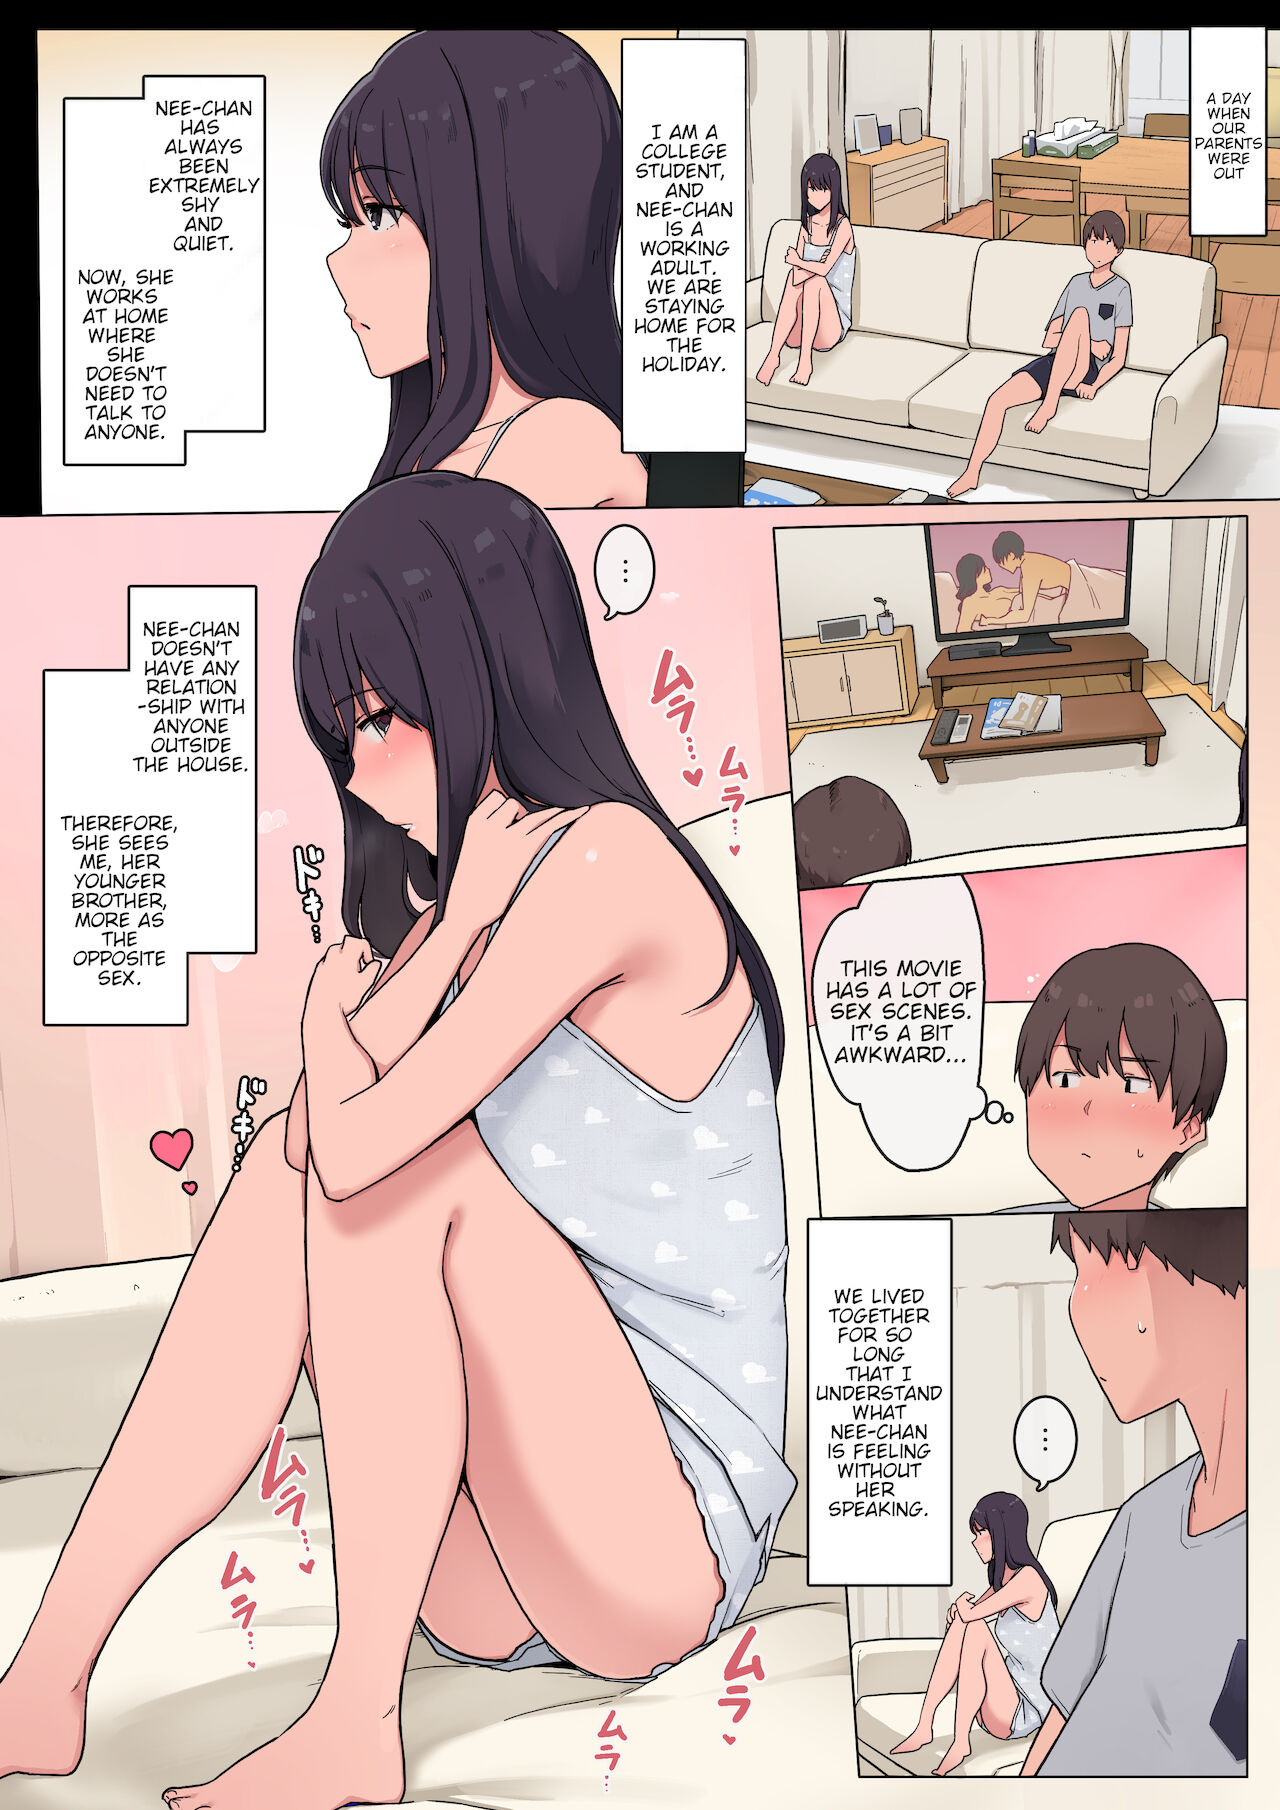 A DAY
WHEN
OUR
PARENTS
WERE
OUT
I AM A
COLLEGE
STUDENT,
AND
NEE-CHAN
IS A
WORKING
ADULT.
WE ARE
STAYING
HOME FOR
THE
HOLIDAY.
NEE-CHAN
HAS
ALWAYS
BEEN
EXTREMELY
SHY
AND
QUIET.
NOW, SHE
WORKS
AT HOME
WHERE
SHE
DOESN'T
NEED TO
TALK TO
ANYONE.
THIS MOVIE
HAS A LOT OF
SEX SCENES.
IT'S A BIT
AWKWARD...
WE LIVED
TOGETHER
FOR SO
LONG
THAT I
UNDERSTAND
WHAT
NEE-CHAN
IS FEELING
WITHOUT
HER
SPEAKING.
...
...
ムラ…
ムラ…
NEE-CHAN
DOESN'T
HAVE ANY
RELATION
-SHIP WITH
ANYONE
OUTSIDE
THE HOUSE.
THEREFORE,
SHE SEES
ME, HER
YOUNGER
BROTHER,
MORE AS
THE
OPPOSITE
SEX.
ドキ…
ドキ…
ムラ…
ムラ…
ムラ…
ムラ…